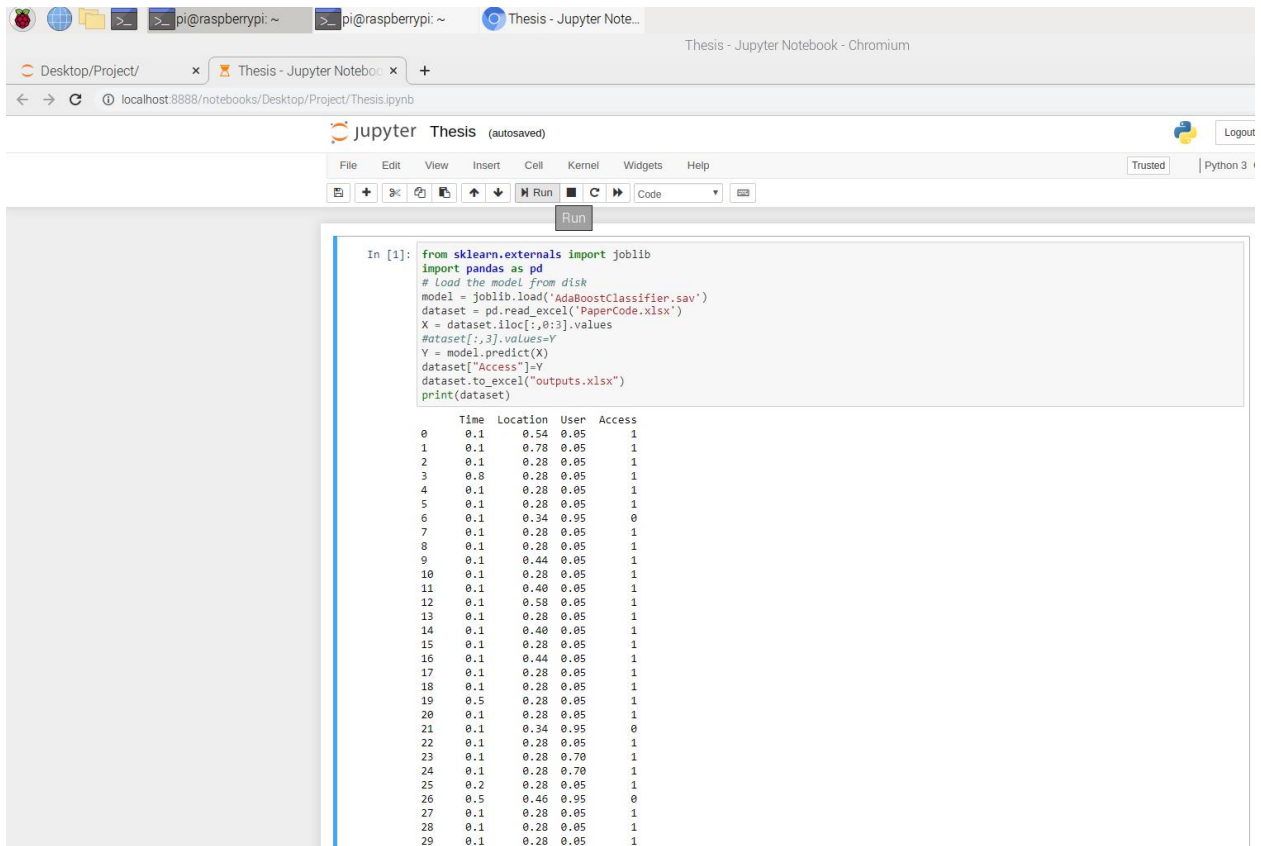 pi@raspberrypi: ~ pi@raspberrypi: ~ Thesis - Jupyter Note...
Thesis - Jupyter Notebook - Chromium
Desktop/Project/ Thesis - Jupyter Noteboo
localhost:8888/notebooks/Desktop/Project/Thesis.ipynb
jupyter Thesis (autosaved) Logout
File Edit View Insert Cell Kernel Widgets Help Trusted Python 3
Run Code
Run
In [1]: from sklearn.externals import joblib
import pandas as pd
# load the model from disk
model = joblib.load('AdaBoostClassifier.sav')
dataset = pd.read_excel('PaperCode.xlsx')
X = dataset.iloc[:,0:3].values
#ataset[:,3].values=Y
Y = model.predict(X)
dataset["Access"]=Y
dataset.to_excel("outputs.xlsx")
print(dataset)
Time Location User Access
0 0.1 0.54 0.05 1
1 0.1 0.78 0.05 1
2 0.1 0.28 0.05 1
3 0.8 0.28 0.05 1
4 0.1 0.28 0.05 1
5 0.1 0.28 0.05 1
6 0.1 0.34 0.95 0
7 0.1 0.28 0.05 1
8 0.1 0.28 0.05 1
9 0.1 0.44 0.05 1
10 0.1 0.28 0.05 1
11 0.1 0.40 0.05 1
12 0.1 0.58 0.05 1
13 0.1 0.28 0.05 1
14 0.1 0.40 0.05 1
15 0.1 0.28 0.05 1
16 0.1 0.44 0.05 1
17 0.1 0.28 0.05 1
18 0.1 0.28 0.05 1
19 0.5 0.28 0.05 1
20 0.1 0.28 0.05 1
21 0.1 0.34 0.95 0
22 0.1 0.28 0.05 1
23 0.1 0.28 0.70 1
24 0.1 0.28 0.70 1
25 0.2 0.28 0.05 1
26 0.5 0.46 0.95 0
27 0.1 0.28 0.05 1
28 0.1 0.28 0.05 1
29 0.1 0.28 0.05 1